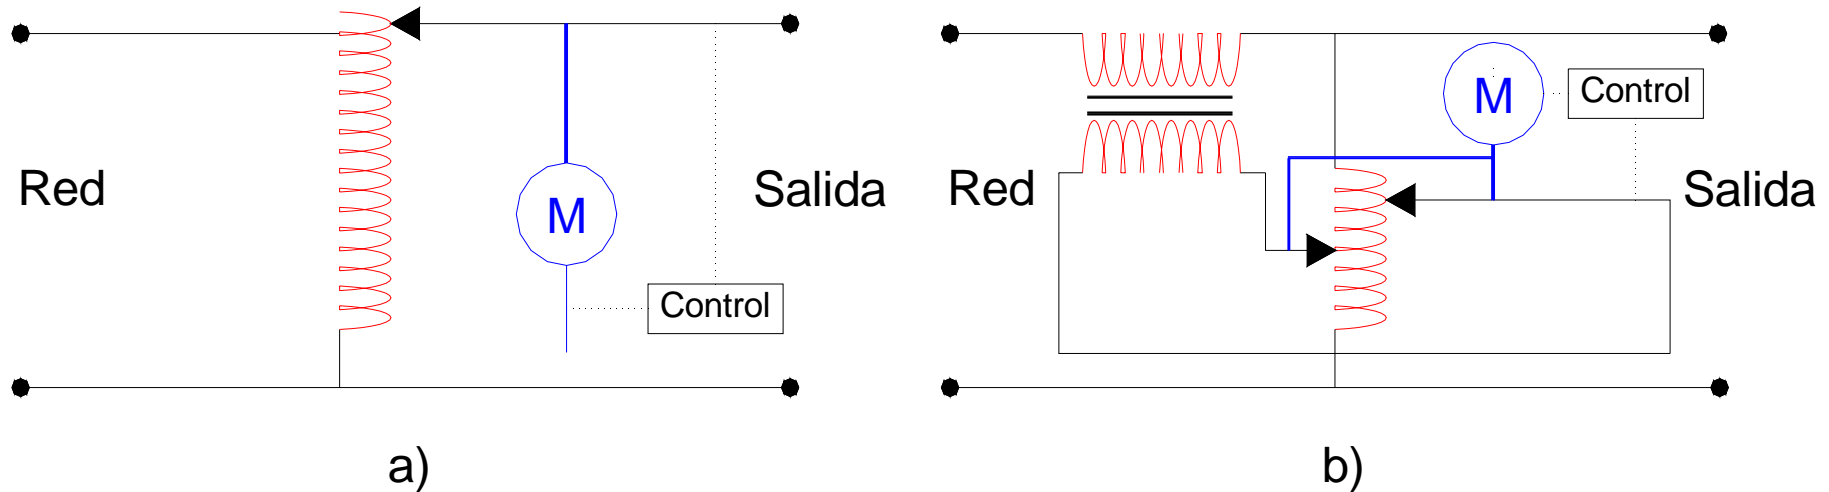 Red
M
Salida
Control
a)
M
Control
Red
Salida
b)